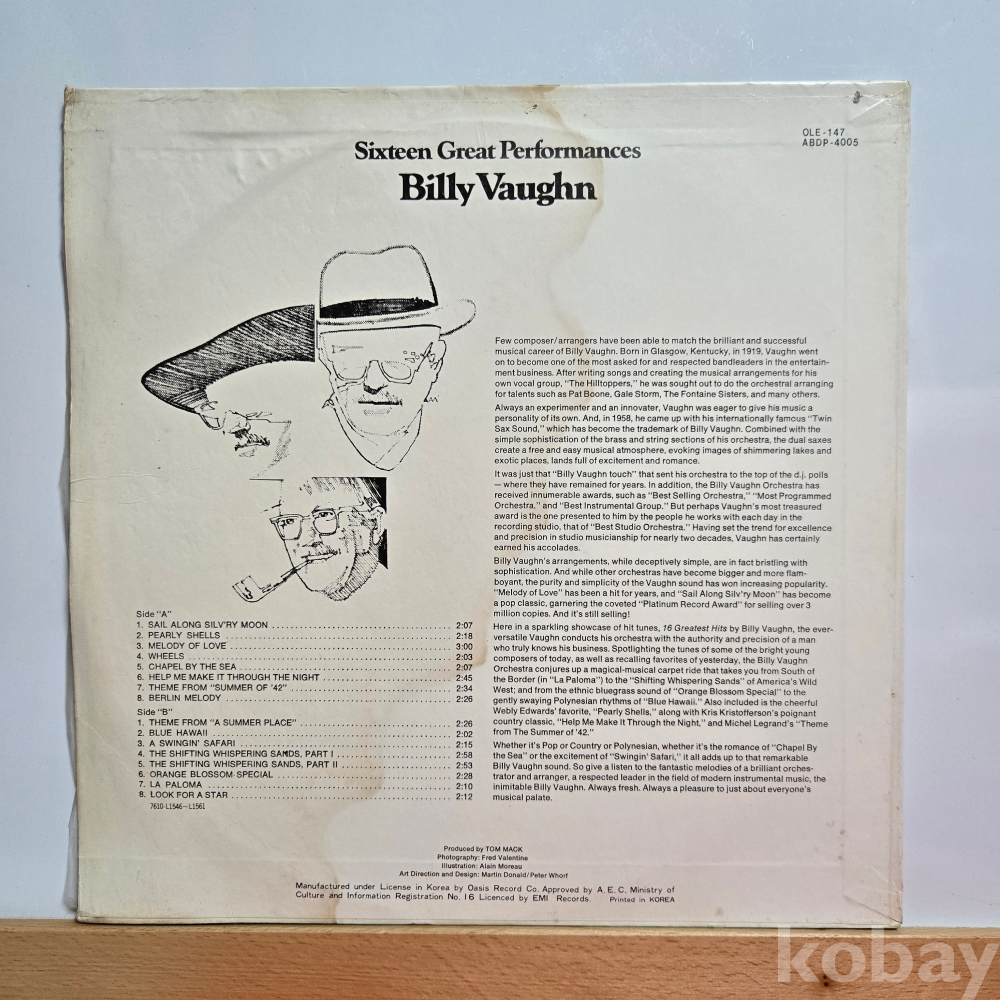 OLE-147
ABDP-4005
Sixteen Great Performances
Billy Vaughn
Few composer/arrangers have been able to match the brilliant and successful
musical career of Billy Vaughn. Born in Glasgow, Kentucky, in 1919, Vaughn went
on to become one of the most asked for and respected bandleaders in the entertain-
ment business. After writing songs and creating the musical arrangements for his
own vocal group, "The Hilltoppers," he was sought out to do the orchestral arranging
for talents such as Pat Boone, Gale Storm, The Fontaine Sisters, and many others.
Always an experimenter and an innovater, Vaughn was eager to give his music a
personality of its own. And, in 1958, he came up with his internationally famous "Twin
Sax Sound," which has become the trademark of Billy Vaughn. Combined with the
simple sophistication of the brass and string sections of his orchestra, the dual saxes
create a free and easy musical atmosphere, evoking images of shimmering lakes and
exotic places, lands full of excitement and romance.
It was just that "Billy Vaughn touch" that sent his orchestra to the top of the d.j. polls
— where they have remained for years. In addition, the Billy Vaughn Orchestra has
received innumerable awards, such as "Best Selling Orchestra," "Most Programmed
Orchestra," and "Best Instrumental Group." But perhaps Vaughn's most treasured
award is the one presented to him by the people he works with each day in the
recording studio, that of "Best Studio Orchestra." Having set the trend for excellence
and precision in studio musicianship for nearly two decades, Vaughn has certainly
earned his accolades.
Billy Vaughn's arrangements, while deceptively simple, are in fact bristling with
sophistication. And while other orchestras have become bigger and more flam-
boyant, the purity and simplicity of the Vaughn sound has won increasing popularity.
"Melody of Love" has been a hit for years, and "Sail Along Silv'ry Moon" has become
a pop classic, garnering the coveted "Platinum Record Award" for selling over 3
million copies. And it's still selling!
Here in a sparkling showcase of hit tunes, 16 Greatest Hits by Billy Vaughn, the ever-
versatile Vaughn conducts his orchestra with the authority and precision of a man
who truly knows his business. Spotlighting the tunes of some of the bright young
composers of today, as well as recalling favorites of yesterday, the Billy Vaughn
Orchestra conjures up a magical-musical carpet ride that takes you from South of
the Border (in "La Paloma") to the "Shifting Whispering Sands" of America's Wild
West; and from the ethnic bluegrass sound of "Orange Blossom Special" to the
gently swaying Polynesian rhythms of "Blue Hawaii." Also included is the cheerful
Webly Edwards' favorite, "Pearly Shells," along with Kris Kristofferson's poignant
country classic, "Help Me Make It Through the Night," and Michel Legrand's "Theme
from The Summer of '42."
Whether it's Pop or Country or Polynesian, whether it's the romance of "Chapel By
the Sea" or the excitement of "Swingin' Safari," it all adds up to that remarkable
Billy Vaughn sound. So give a listen to the fantastic melodies of a brilliant orches-
trator and arranger, a respected leader in the field of modern instrumental music, the
inimitable Billy Vaughn. Always fresh. Always a pleasure to just about everyone's
musical palate.
Side "A"
1. SAIL ALONG SILV'RY MOON 2:07
2. PEARLY SHELLS 2:18
3. MELODY OF LOVE 3:00
4. WHEELS 2:03
5. CHAPEL BY THE SEA 2:07
6. HELP ME MAKE IT THROUGH THE NIGHT 2:45
7. THEME FROM "SUMMER OF '42" 2:34
8. BERLIN MELODY 2:26
Side "B"
1. THEME FROM "A SUMMER PLACE" 2:26
2. BLUE HAWAII 2:02
3. A SWINGIN' SAFARI 2:15
4. THE SHIFTING WHISPERING SANDS, PART I 2:58
5. THE SHIFTING WHISPERING SANDS, PART II 2:53
6. ORANGE BLOSSOM SPECIAL 2:28
7. LA PALOMA 2:10
8. LOOK FOR A STAR 2:12
7610-L1546~L1561
Produced by TOM MACK
Photography: Fred Valentine
Illustration: Alain Moreau
Art Direction and Design: Martin Donald/Peter Whorf
Manufactured under License in Korea by Oasis Record Co. Approved by A.E.C. Ministry of
Culture and Information Registration No. 16 Licenced by EMI Records. Printed in KOREA
kobay